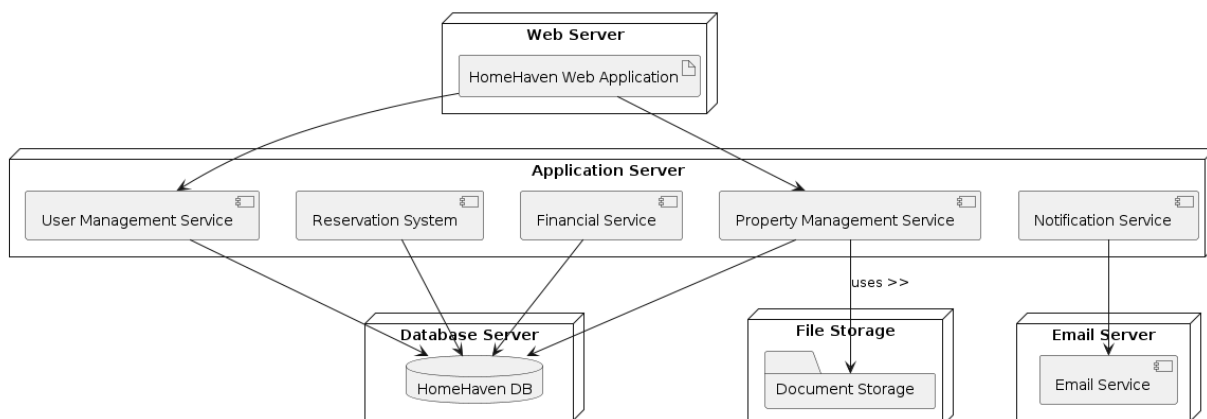 Web Server
HomeHaven Web Application
Application Server
User Management Service
Reservation System
Financial Service
Property Management Service
Notification Service
uses >>
Database Server
HomeHaven DB
File Storage
Document Storage
Email Server
Email Service